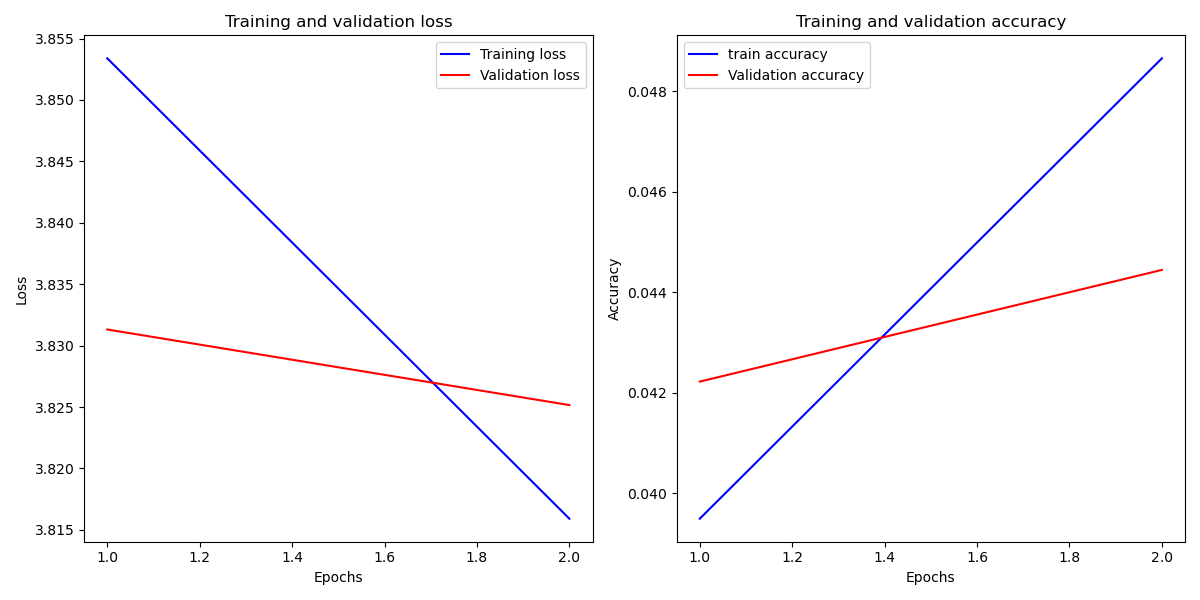 Training and validation loss
3.855
3.850
3.845
3.840
3.835
3.830
3.825
3.820
3.815
Loss
Training loss
Validation loss
1.0 1.2 1.4 1.6 1.8 2.0
Epochs
Training and validation accuracy
0.048
0.046
0.044
0.042
0.040
Accuracy
train accuracy
Validation accuracy
1.0 1.2 1.4 1.6 1.8 2.0
Epochs